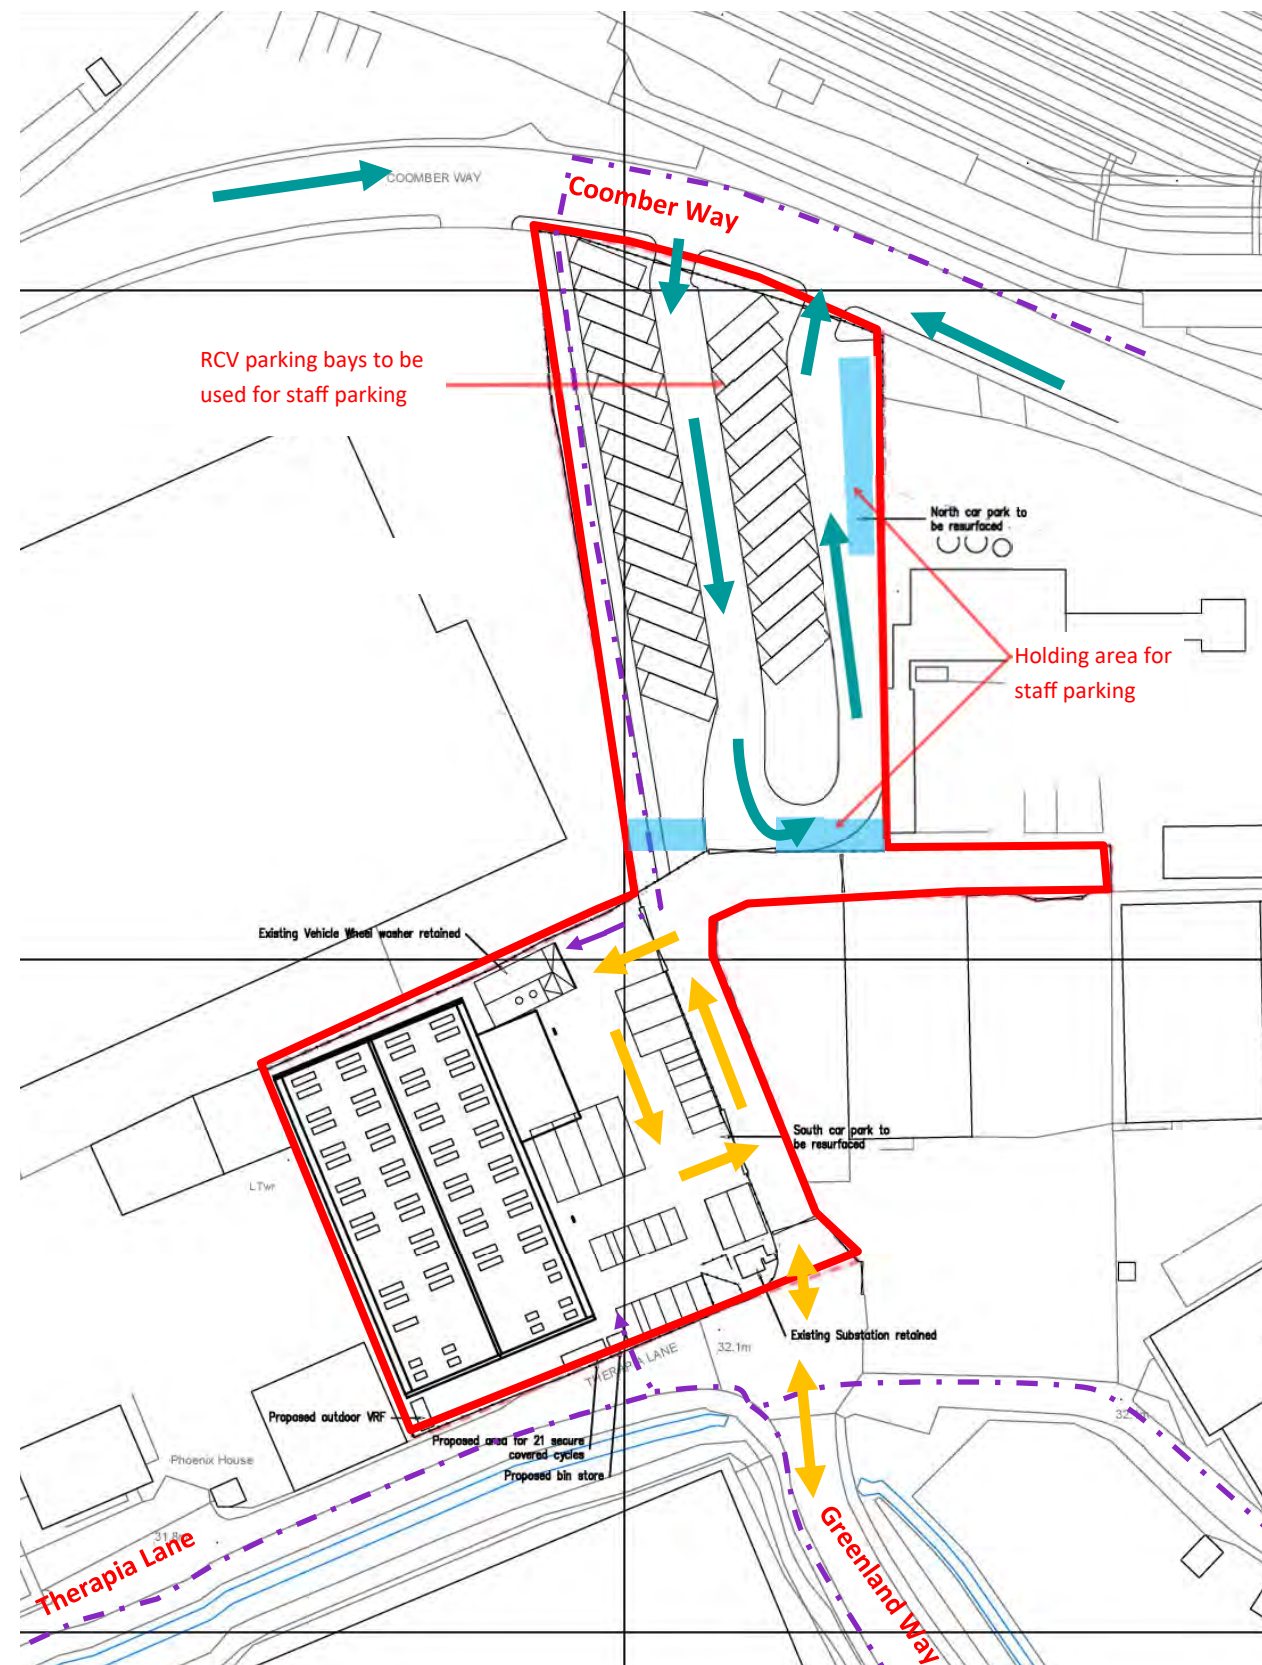 COOMBER WAY
Coomber Way
RCV parking bays to be
used for staff parking
North car park to
be resurfaced
Holding area for
staff parking
Existing Vehicle Wheel washer retained
South car park to
be resurfaced
LTwr
Existing Substation retained
32.1m
THERAPIA LANE
Proposed outdoor VRF
Proposed area for 21 secure
covered cycles
Proposed bin store
Phoenix House
Therapia Lane
Greenland Way